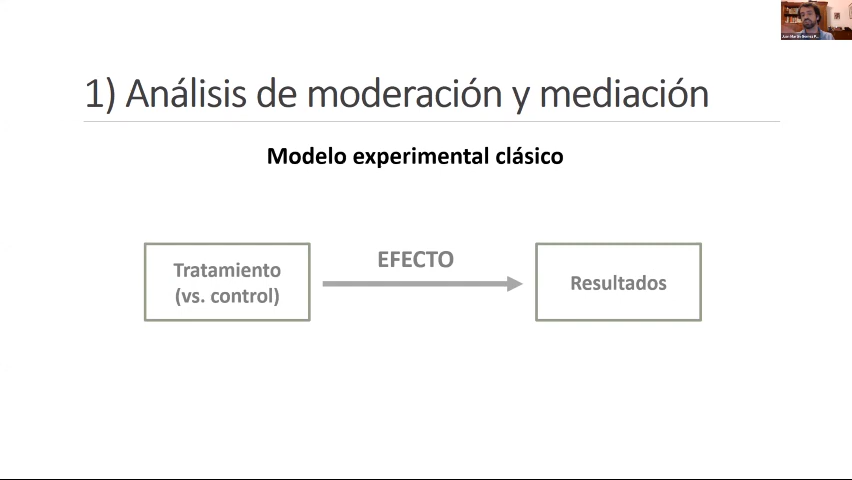 1) Análisis de moderación y mediación
Modelo experimental clásico
Tratamiento
(vs. control)
EFECTO
Resultados